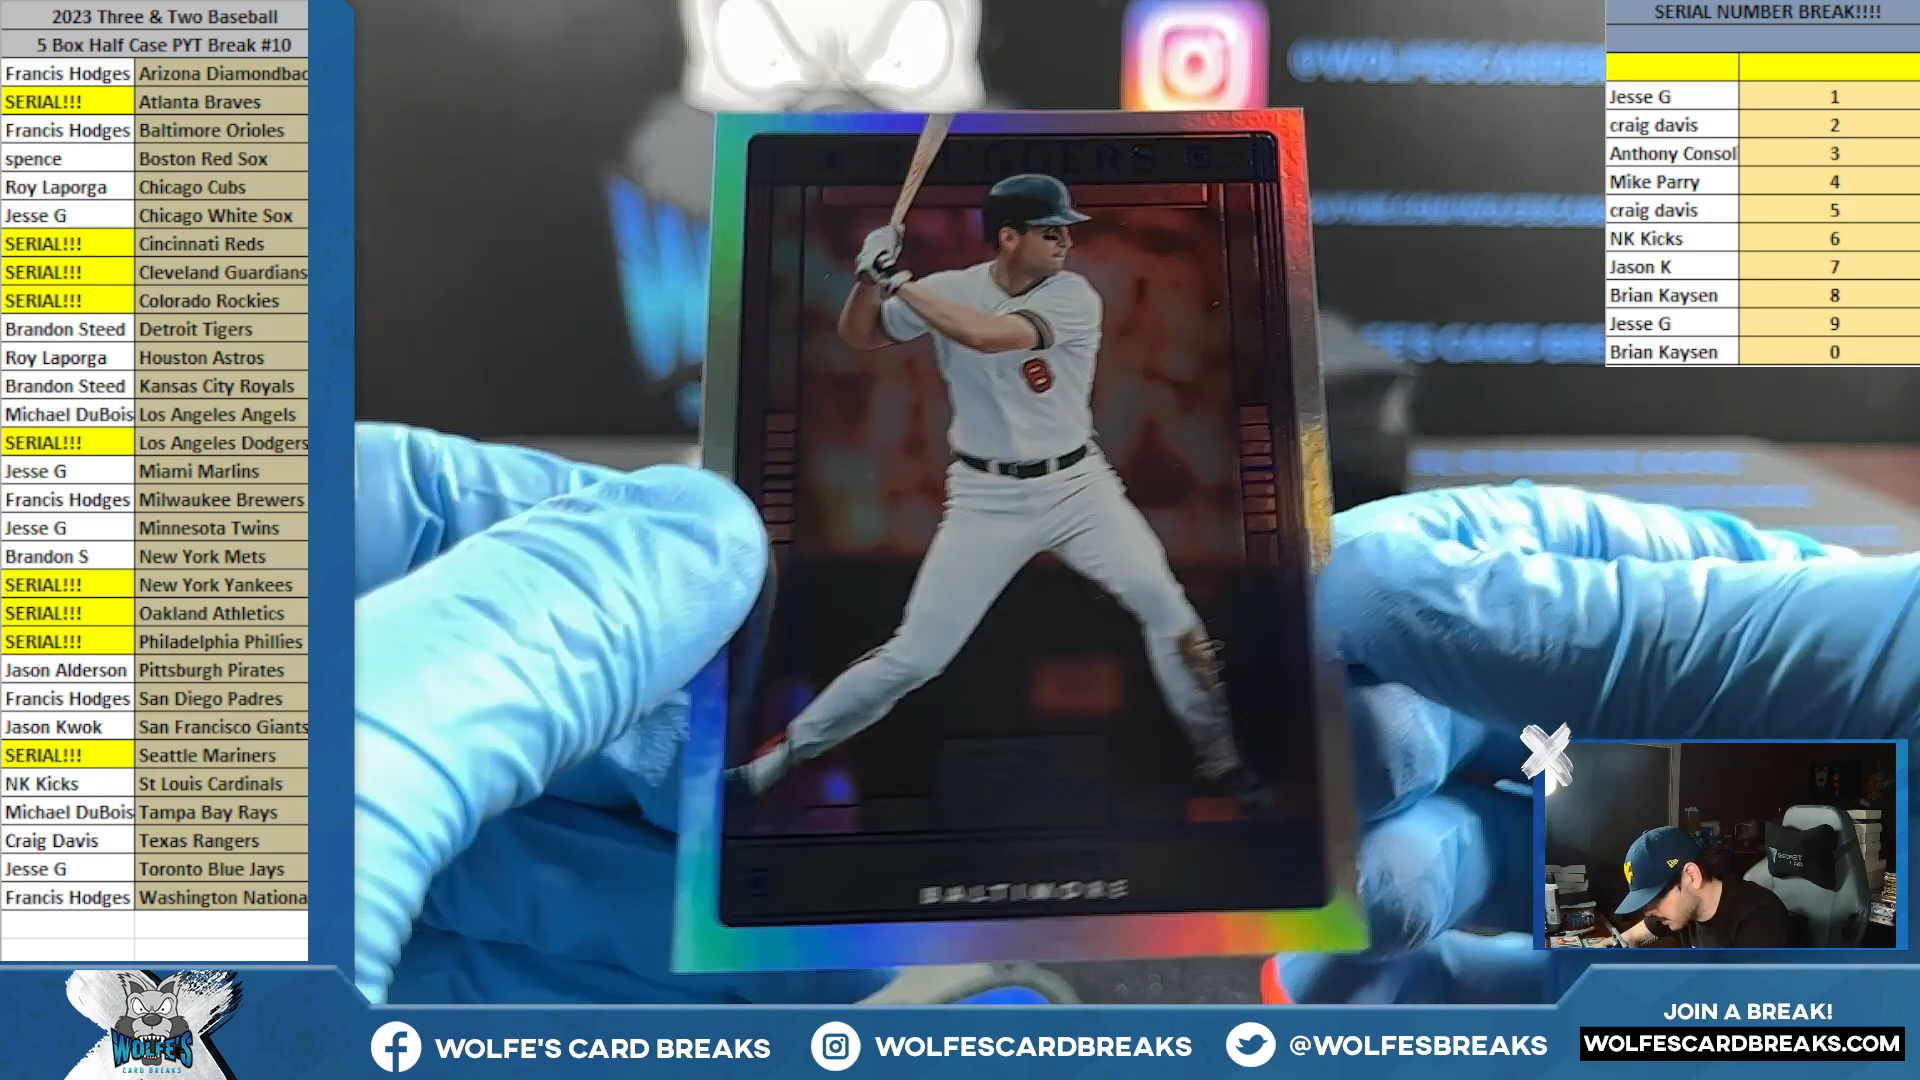 2023 Three & Two Baseball
5 Box Half Case PYT Break #10
Francis Hodges Arizona Diamondbac
SERIAL!!! Atlanta Braves
Francis Hodges Baltimore Orioles
spence Boston Red Sox
Roy Laporga Chicago Cubs
Jesse G Chicago White Sox
SERIAL!!! Cincinnati Reds
SERIAL!!! Cleveland Guardians
SERIAL!!! Colorado Rockies
Brandon Steed Detroit Tigers
Roy Laporga Houston Astros
Brandon Steed Kansas City Royals
Michael DuBois Los Angeles Angels
SERIAL!!! Los Angeles Dodgers
Jesse G Miami Marlins
Francis Hodges Milwaukee Brewers
Jesse G Minnesota Twins
Brandon S New York Mets
SERIAL!!! New York Yankees
SERIAL!!! Oakland Athletics
SERIAL!!! Philadelphia Phillies
Jason Alderson Pittsburgh Pirates
Francis Hodges San Diego Padres
Jason Kwok San Francisco Giants
SERIAL!!! Seattle Mariners
NK Kicks St Louis Cardinals
Michael DuBois Tampa Bay Rays
Craig Davis Texas Rangers
Jesse G Toronto Blue Jays
Francis Hodges Washington Nationa
8
BALTIMORE
SERIAL NUMBER BREAK!!!!
Jesse G 1
craig davis 2
Anthony Consol 3
Mike Parry 4
craig davis 5
NK Kicks 6
Jason K 7
Brian Kaysen 8
Jesse G 9
Brian Kaysen 0
WOLFE'S
CARD BREAKS
WOLFE'S CARD BREAKS
WOLFESCARDBREAKS
@WOLFESBREAKS
JOIN A BREAK!
WOLFESCARDBREAKS.COM